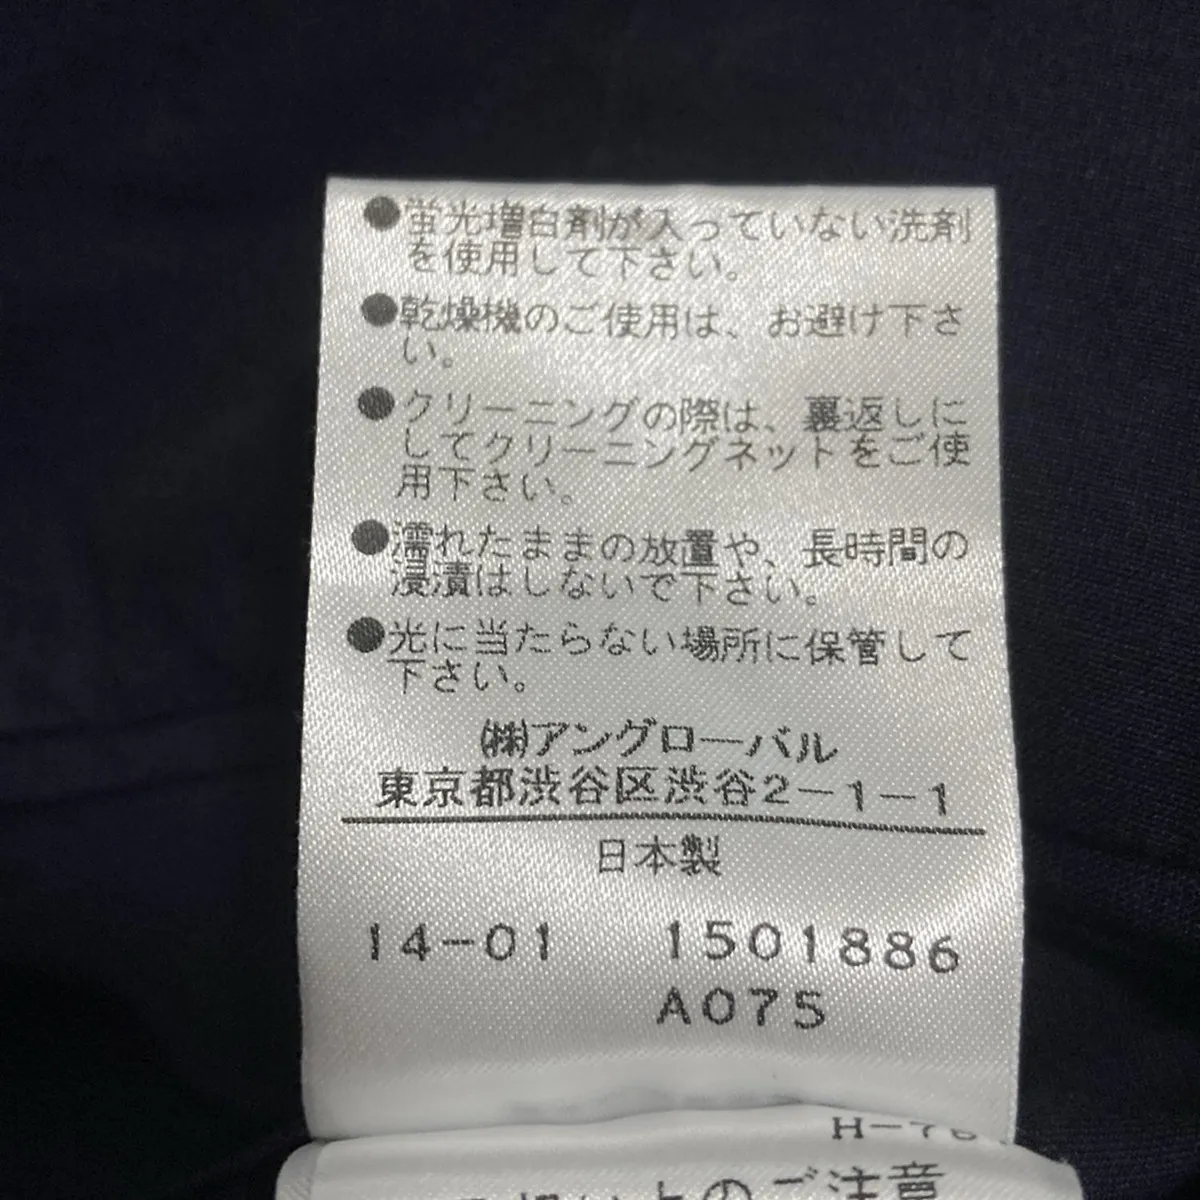 ●蛍光増白剤が入っていない洗剤
を使用して下さい。
●乾燥機のご使用は、お避け下さ
い。
●クリーニングの際は、裏返しに
してクリーニングネットをご使
用下さい。
●濡れたままの放置や、長時間の
浸漬はしないで下さい。
●光に当たらない場所に保管して
下さい。
㈱アングローバル
東京都渋谷区渋谷2-1-1
日本製
14-01 1501886
A075
H-76
上のご注意